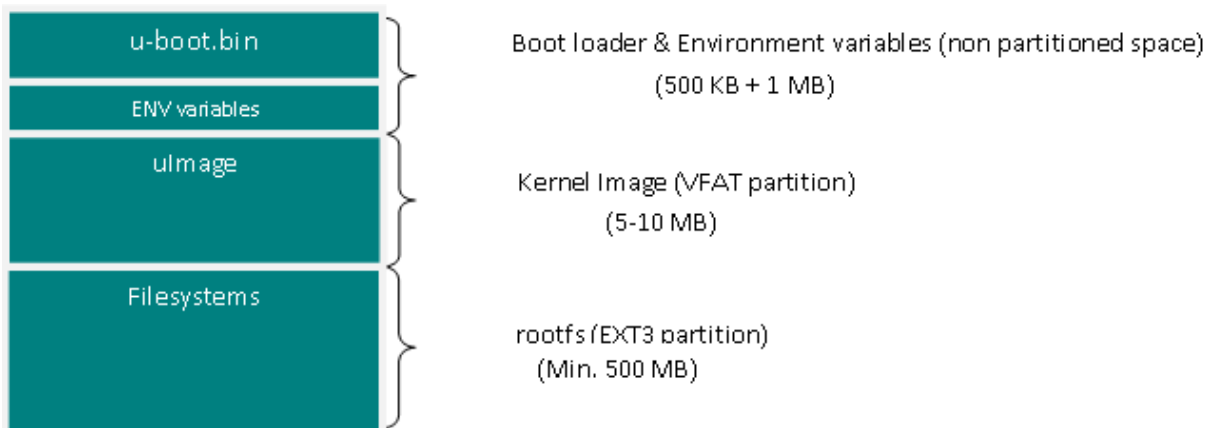 u-boot.bin
Boot loader & Environment variables (non partitioned space)
(500 KB + 1 MB)
ENV variables
uImage
Kernel Image (VFAT partition)
(5-10 MB)
Filesystems
rootfs (EXT3 partition)
(Min. 500 MB)